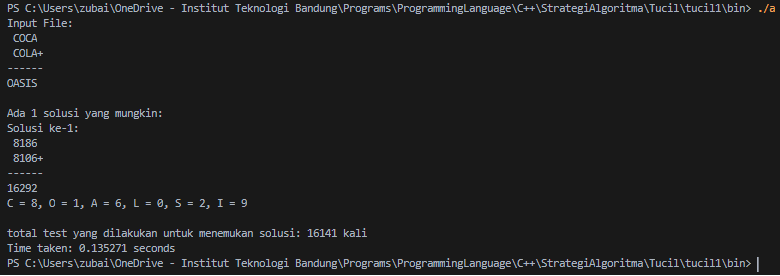 PS C:\Users\zubai\OneDrive - Institut Teknologi Bandung\Programs\ProgrammingLanguage\C++\StrategiAlgoritma\Tucil\tucil1\bin> ./a
Input File:
 COCA
 COLA+
------
OASIS

Ada 1 solusi yang mungkin:
Solusi ke-1:
 8186
 8106+
------
16292
C = 8, O = 1, A = 6, L = 0, S = 2, I = 9

total test yang dilakukan untuk menemukan solusi: 16141 kali
Time taken: 0.135271 seconds
PS C:\Users\zubai\OneDrive - Institut Teknologi Bandung\Programs\ProgrammingLanguage\C++\StrategiAlgoritma\Tucil\tucil1\bin>